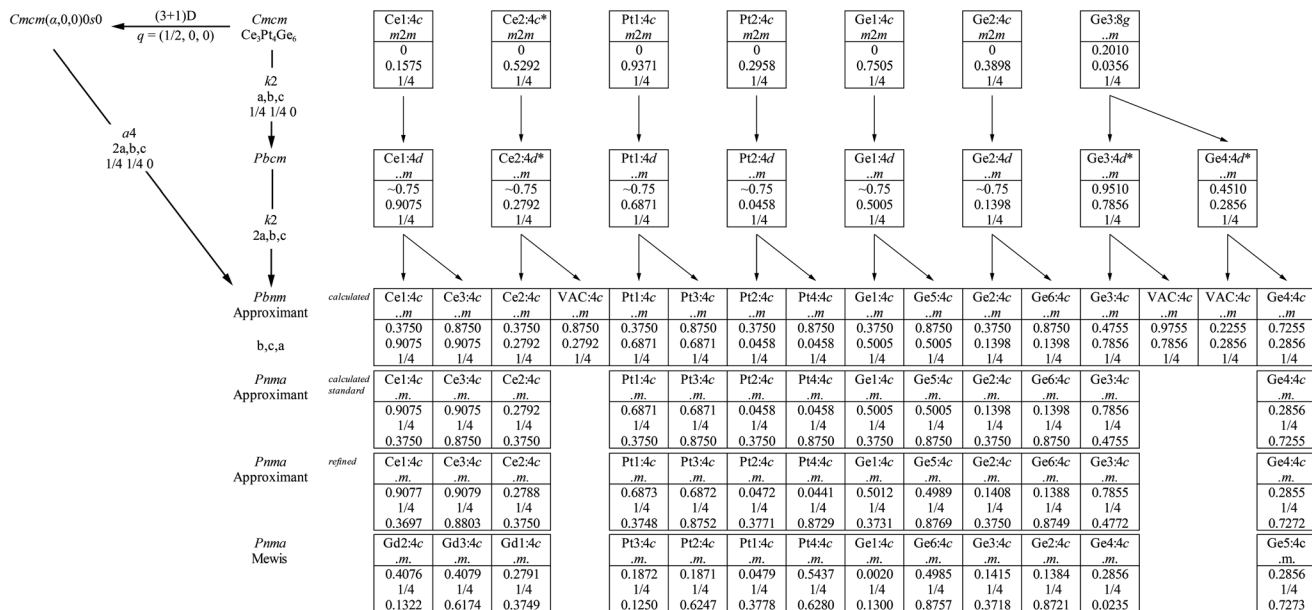 Cmcm(α,0,0)0s0 (3+1)D Cmcm
q = (1/2, 0, 0) Ce₃Pt₄Ge₆
Ce1:4c Ce2:4c* Pt1:4c Pt2:4c Ge1:4c Ge2:4c Ge3:8g
m2m m2m m2m m2m m2m m2m ..m
0 0 0 0 0 0 0.2010
0.1575 0.5292 0.9371 0.2958 0.7505 0.3898 0.0356
1/4 1/4 1/4 1/4 1/4 1/4 1/4
k2
a,b,c
1/4 1/4 0
a4
2a,b,c
1/4 1/4 0
Pbcm
Ce1:4d Ce2:4d* Pt1:4d Pt2:4d Ge1:4d Ge2:4d Ge3:4d* Ge4:4d*
..m ..m ..m ..m ..m ..m ..m ..m
~0.75 ~0.75 ~0.75 ~0.75 ~0.75 ~0.75 0.9510 0.4510
0.9075 0.2792 0.6871 0.0458 0.5005 0.1398 0.7856 0.2856
1/4 1/4 1/4 1/4 1/4 1/4 1/4 1/4
k2
2a,b,c
Pbnm calculated Ce1:4c Ce3:4c Ce2:4c VAC:4c Pt1:4c Pt3:4c Pt2:4c Pt4:4c Ge1:4c Ge5:4c Ge2:4c Ge6:4c Ge3:4c VAC:4c VAC:4c Ge4:4c
Approximant ..m ..m ..m ..m ..m ..m ..m ..m ..m ..m ..m ..m ..m ..m ..m ..m
0.3750 0.8750 0.3750 0.8750 0.3750 0.8750 0.3750 0.8750 0.3750 0.8750 0.3750 0.8750 0.4755 0.9755 0.2255 0.7255
b,c,a 0.9075 0.9075 0.2792 0.2792 0.6871 0.6871 0.0458 0.0458 0.5005 0.5005 0.1398 0.1398 0.7856 0.7856 0.2856 0.2856
1/4 1/4 1/4 1/4 1/4 1/4 1/4 1/4 1/4 1/4 1/4 1/4 1/4 1/4 1/4 1/4
Pnma calculated Ce1:4c Ce3:4c Ce2:4c Pt1:4c Pt3:4c Pt2:4c Pt4:4c Ge1:4c Ge5:4c Ge2:4c Ge6:4c Ge3:4c Ge4:4c
Approximant standard .m. .m. .m. .m. .m. .m. .m. .m. .m. .m. .m. .m. .m.
0.9075 0.9075 0.2792 0.6871 0.6871 0.0458 0.0458 0.5005 0.5005 0.1398 0.1398 0.7856 0.2856
1/4 1/4 1/4 1/4 1/4 1/4 1/4 1/4 1/4 1/4 1/4 1/4 1/4
0.3750 0.8750 0.3750 0.3750 0.8750 0.3750 0.8750 0.3750 0.8750 0.3750 0.8750 0.4755 0.7255
Pnma refined Ce1:4c Ce3:4c Ce2:4c Pt1:4c Pt3:4c Pt2:4c Pt4:4c Ge1:4c Ge5:4c Ge2:4c Ge6:4c Ge3:4c Ge4:4c
Approximant .m. .m. .m. .m. .m. .m. .m. .m. .m. .m. .m. .m. .m.
0.9077 0.9079 0.2788 0.6873 0.6872 0.0472 0.0441 0.5012 0.4989 0.1408 0.1388 0.7855 0.2855
1/4 1/4 1/4 1/4 1/4 1/4 1/4 1/4 1/4 1/4 1/4 1/4 1/4
0.3697 0.8803 0.3750 0.3748 0.8752 0.3771 0.8729 0.3731 0.8769 0.3750 0.8749 0.4772 0.7272
Pnma Gd2:4c Gd3:4c Gd1:4c Pt3:4c Pt2:4c Pt1:4c Pt4:4c Ge1:4c Ge6:4c Ge3:4c Ge2:4c Ge4:4c Ge5:4c
Mewis .m. .m. .m. .m. .m. .m. .m. .m. .m. .m. .m. .m. .m.
0.4076 0.4079 0.2791 0.1872 0.1871 0.0479 0.5437 0.0020 0.4985 0.1415 0.1384 0.2856 0.2856
1/4 1/4 1/4 1/4 1/4 1/4 1/4 1/4 1/4 1/4 1/4 1/4 1/4
0.1322 0.6174 0.3749 0.1250 0.6247 0.3778 0.6280 0.1300 0.8757 0.3718 0.8721 0.0235 0.7273